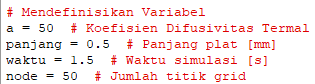 # Mendefinisikan Variabel
a = 50  # Koefisien Difusivitas Termal
panjang = 0.5  # Panjang plat [mm]
waktu = 1.5  # Waktu simulasi [s]
node = 50  # Jumlah titik grid